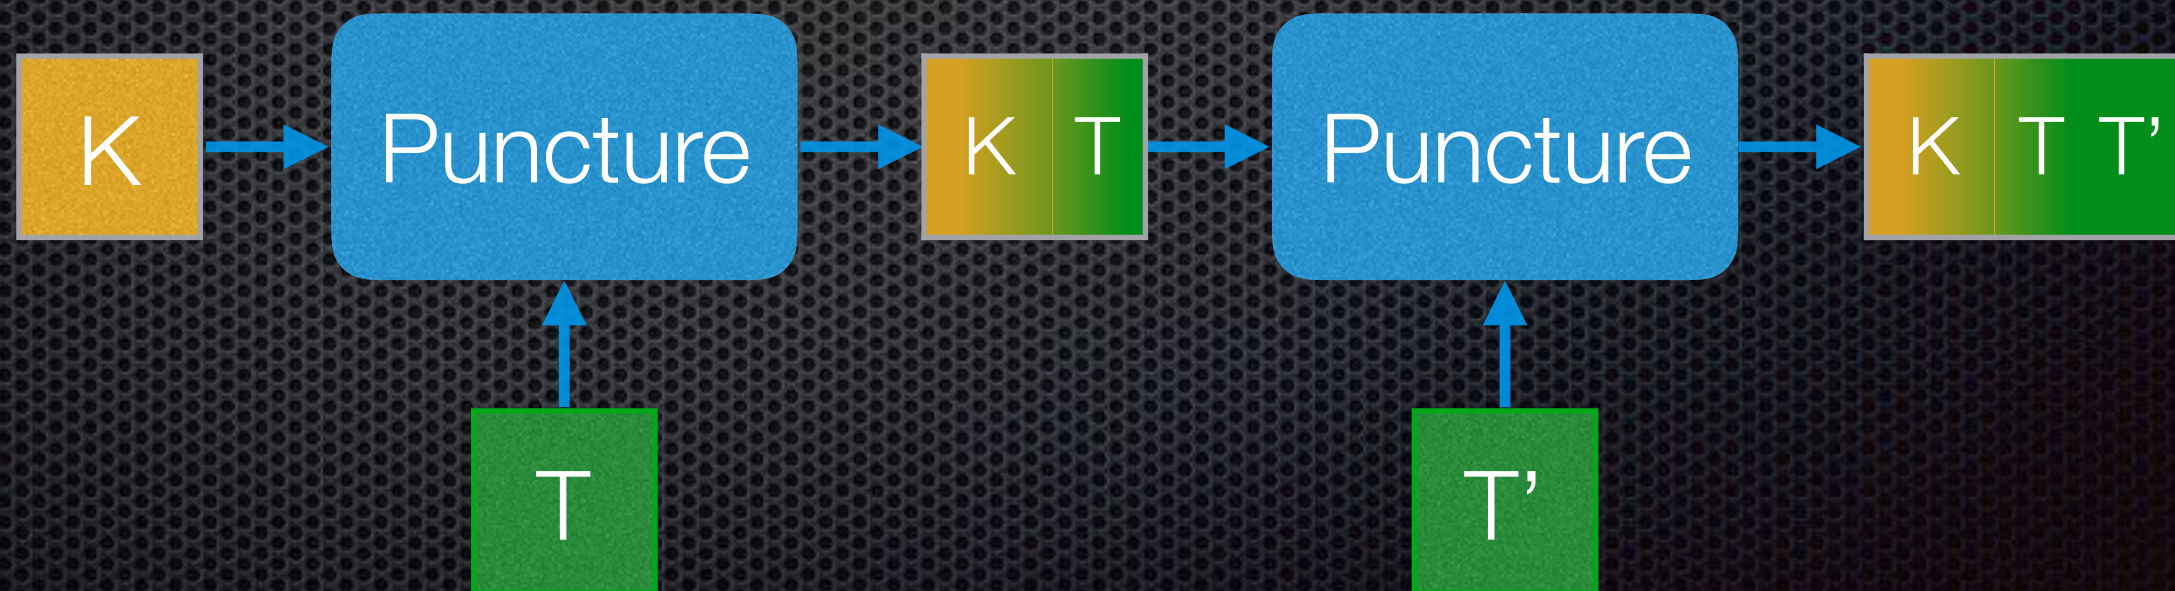 K Puncture K T Puncture K T T’
T T’